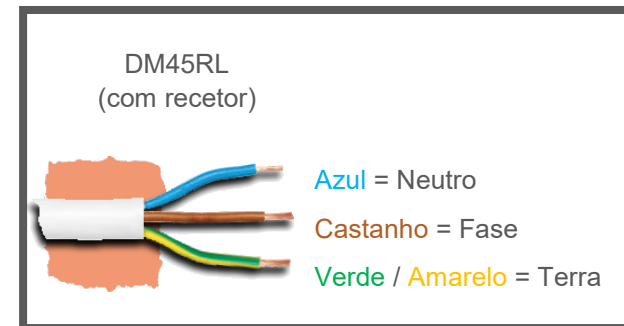 DM45RL
(com recetor)
Azul = Neutro
Castanho = Fase
Verde / Amarelo = Terra